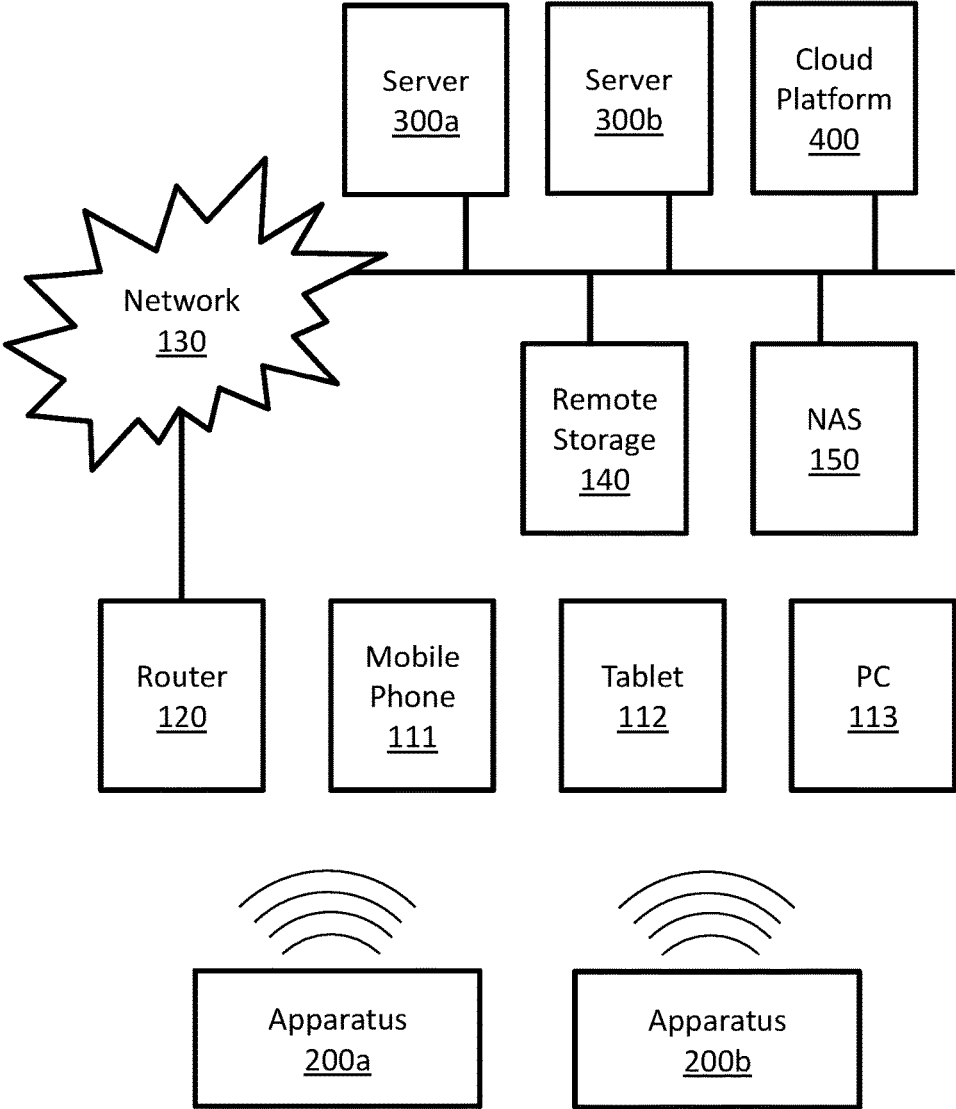 Server
300a
Server
300b
Cloud
Platform
400
Network
130
Remote
Storage
140
NAS
150
Router
120
Mobile
Phone
111
Tablet
112
PC
113
Apparatus
200a
Apparatus
200b